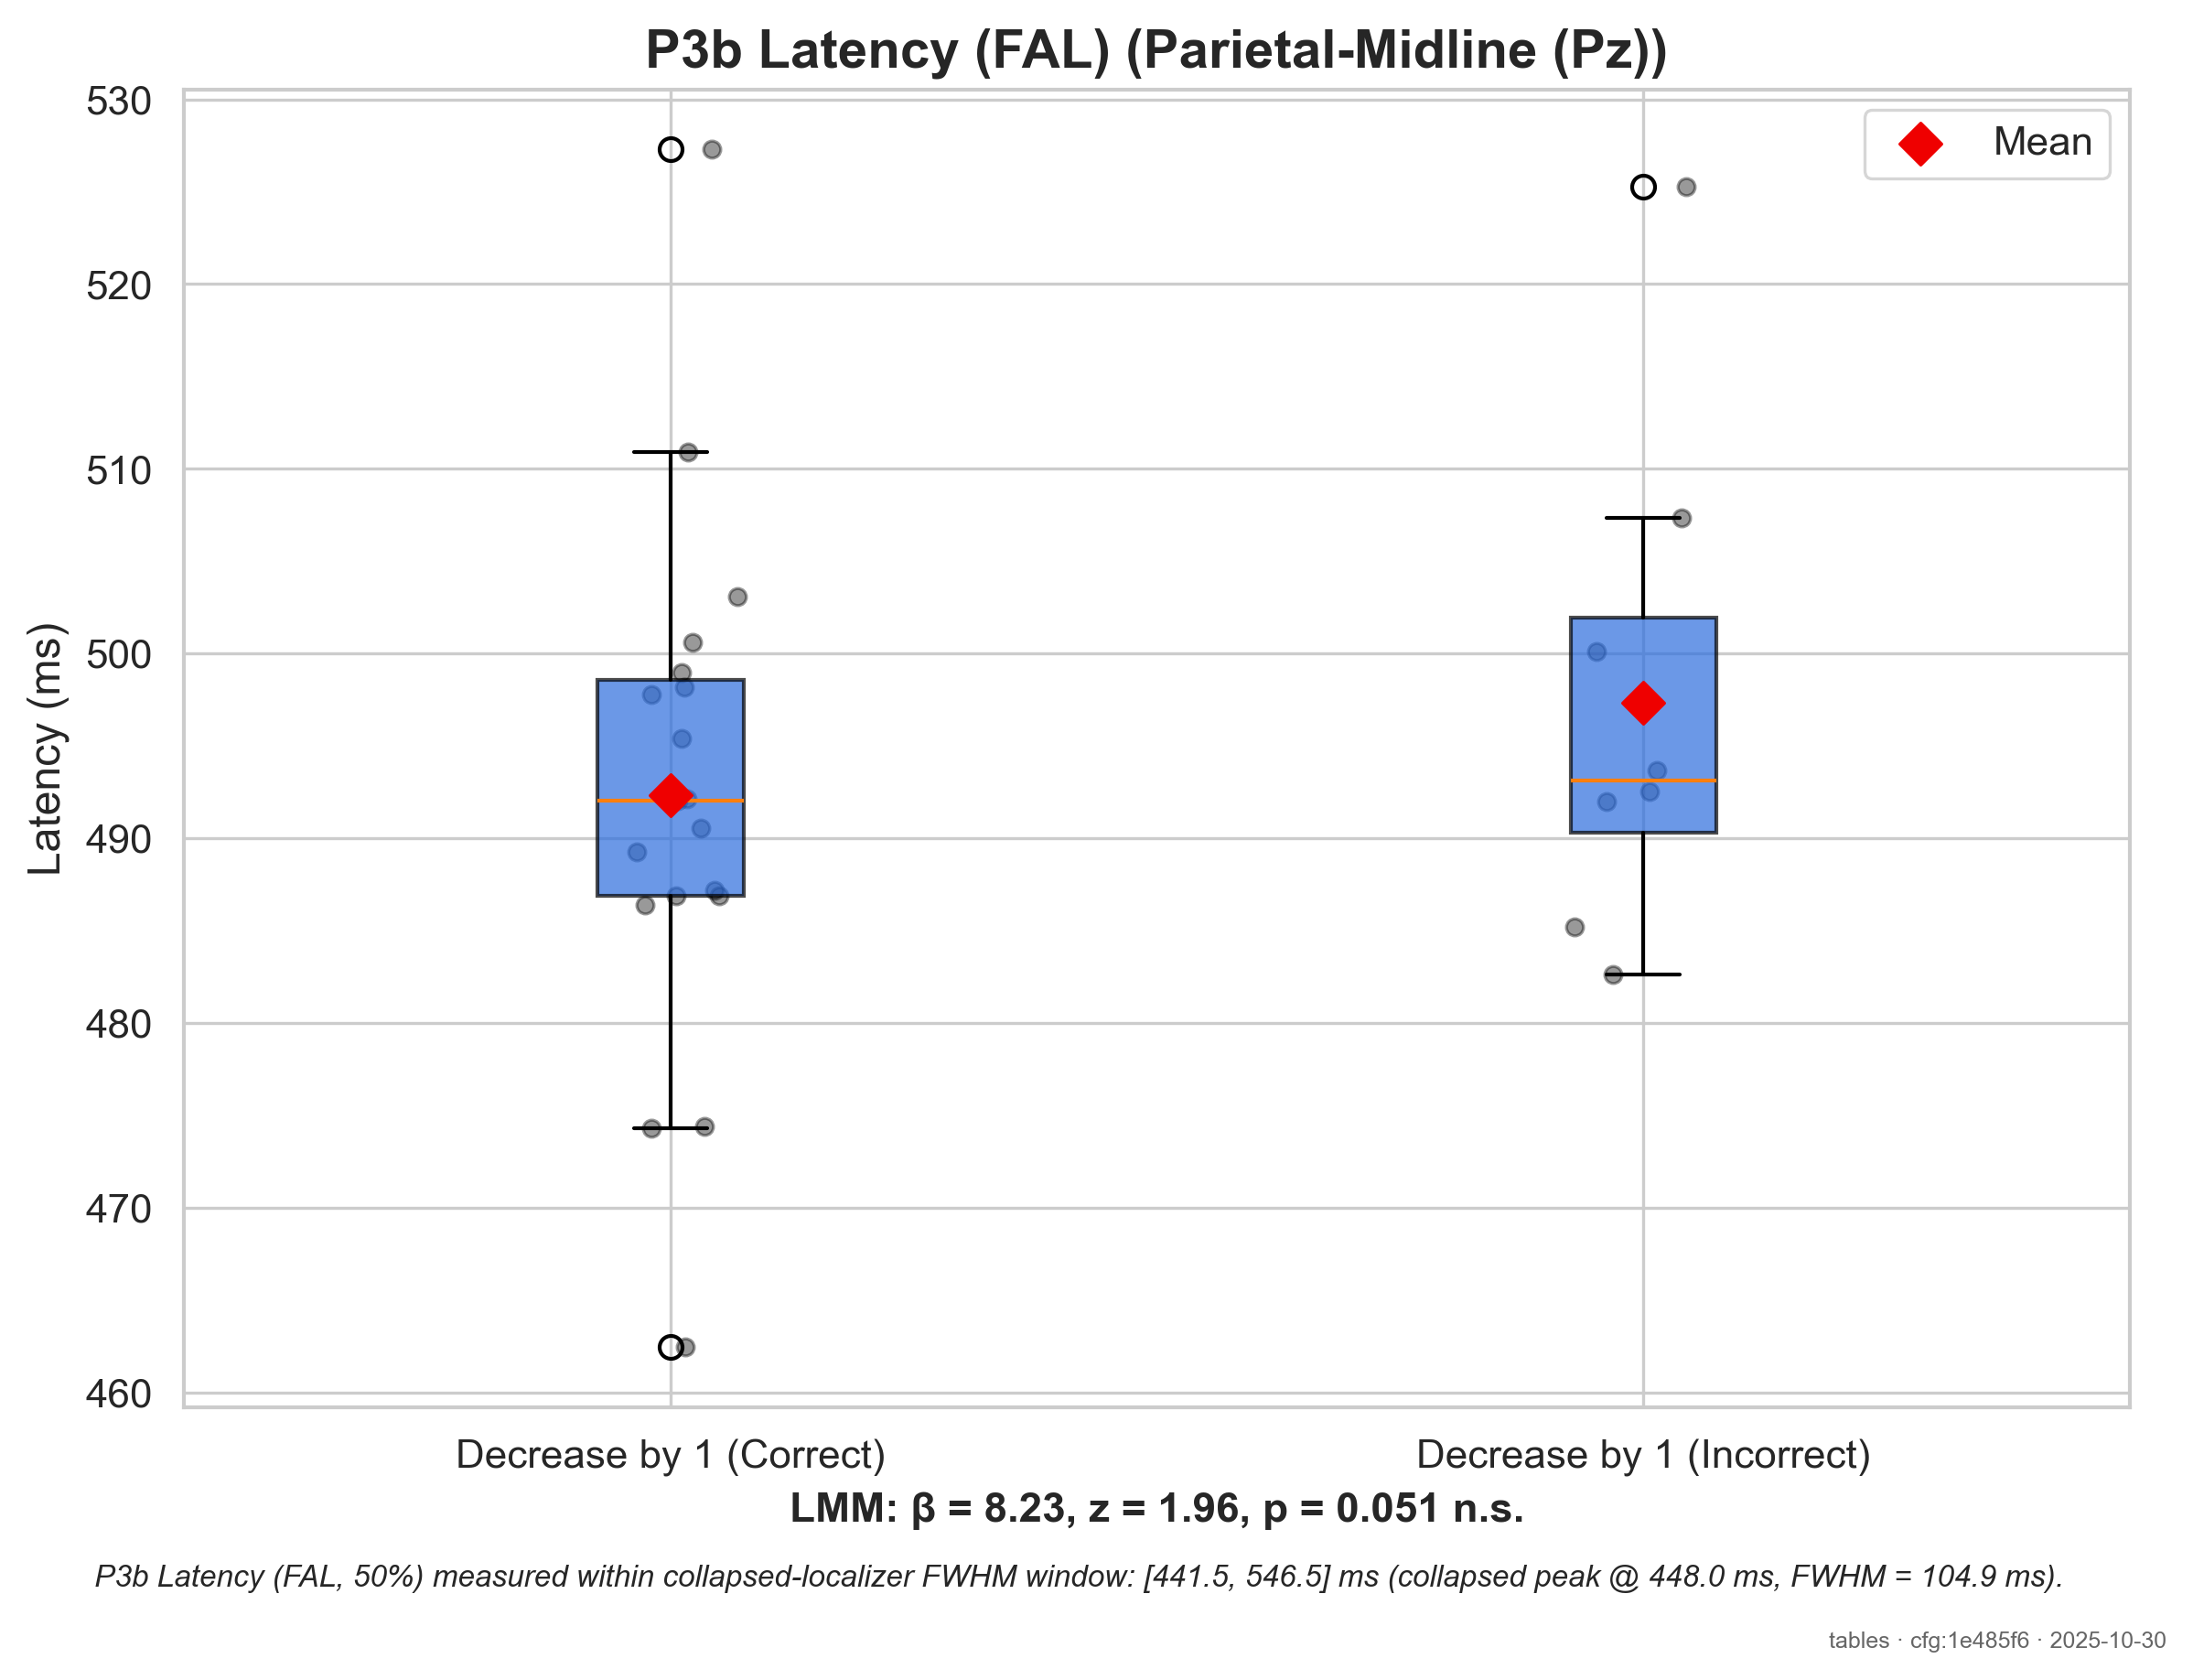 P3b Latency (FAL) (Parietal-Midline (Pz))
Mean
Latency (ms)
530
520
510
500
490
480
470
460
Decrease by 1 (Correct)
Decrease by 1 (Incorrect)
LMM: β = 8.23, z = 1.96, p = 0.051 n.s.
P3b Latency (FAL, 50%) measured within collapsed-localizer FWHM window: [441.5, 546.5] ms (collapsed peak @ 448.0 ms, FWHM = 104.9 ms).
tables · cfg:1e485f6 · 2025-10-30